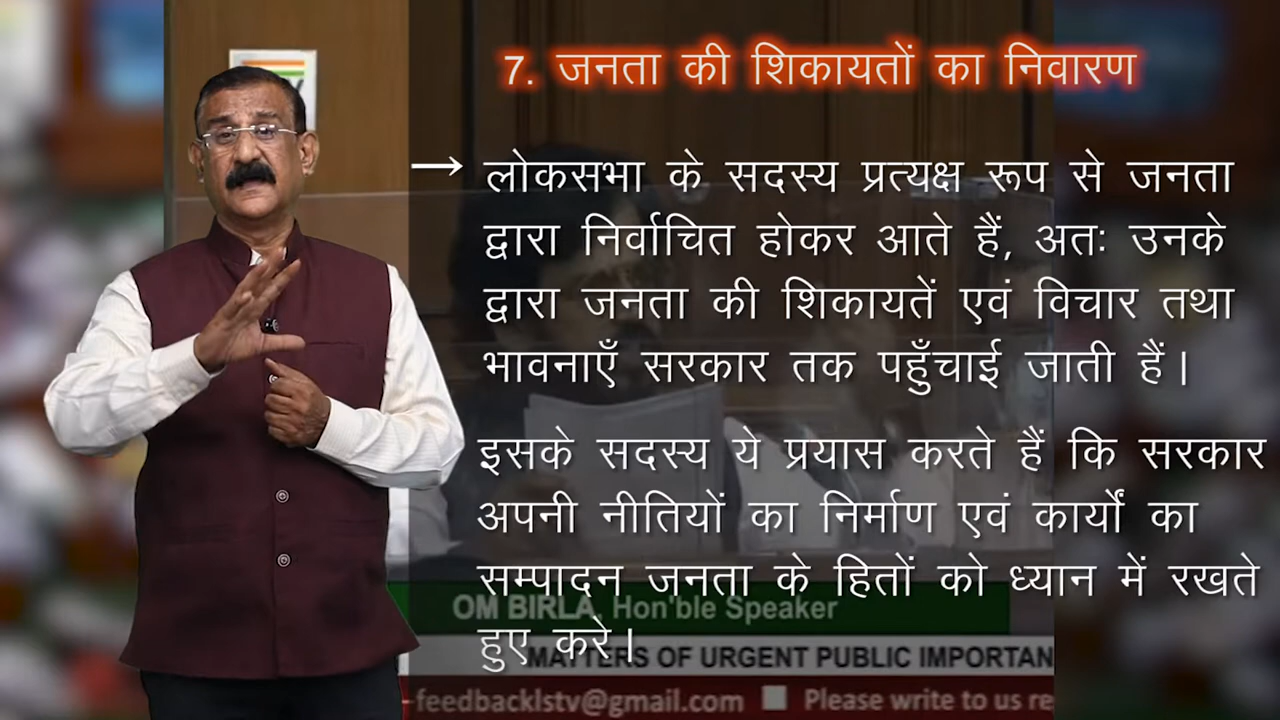 7. जनता की शिकायतों का निवारण
→ लोकसभा के सदस्य प्रत्यक्ष रूप से जनता
द्वारा निर्वाचित होकर आते हैं, अतः उनके
द्वारा जनता की शिकायतें एवं विचार तथा
भावनाएँ सरकार तक पहुँचाई जाती हैं।
इसके सदस्य ये प्रयास करते हैं कि सरकार
अपनी नीतियों का निर्माण एवं कार्यों का
सम्पादन जनता के हितों को ध्यान में रखते
हुए करे।
OM BIRLA, Hon'ble Speaker
MATTERS OF URGENT PUBLIC IMPORTAN
-feedbacklstv@gmail.com ■ Please write to us re